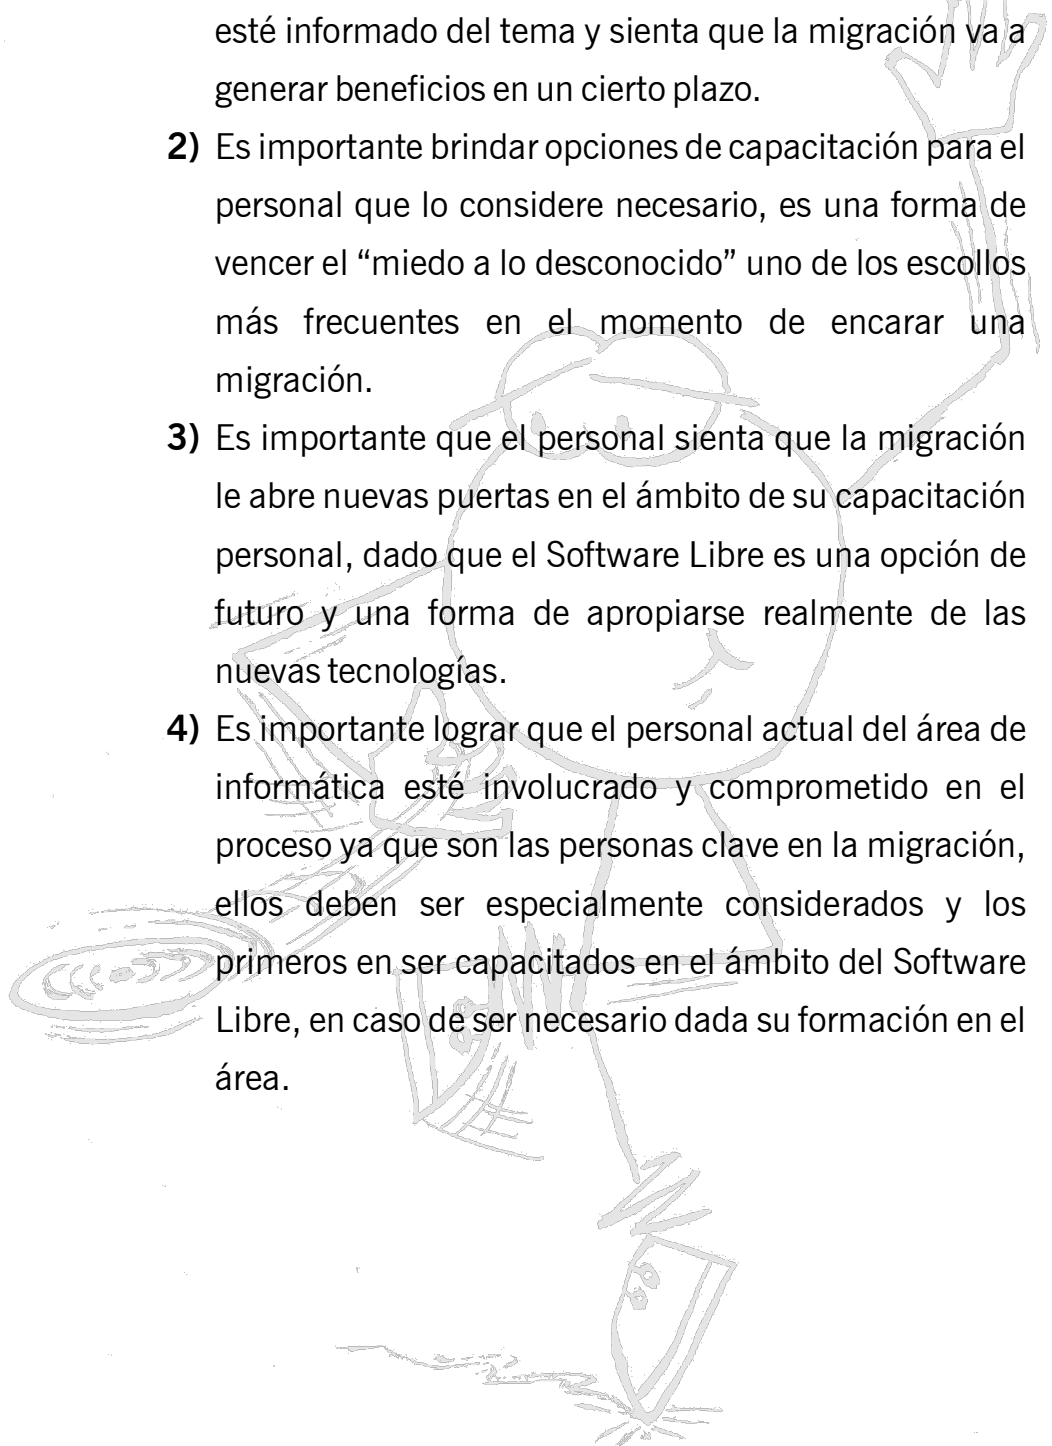 esté informado del tema y sienta que la migración va a
generar beneficios en un cierto plazo.
2) Es importante brindar opciones de capacitación para el
personal que lo considere necesario, es una forma de
vencer el “miedo a lo desconocido” uno de los escollos
más frecuentes en el momento de encarar una
migración.
3) Es importante que el personal sienta que la migración
le abre nuevas puertas en el ámbito de su capacitación
personal, dado que el Software Libre es una opción de
futuro y una forma de apropiarse realmente de las
nuevas tecnologías.
4) Es importante lograr que el personal actual del área de
informática esté involucrado y comprometido en el
proceso ya que son las personas clave en la migración,
ellos deben ser especialmente considerados y los
primeros en ser capacitados en el ámbito del Software
Libre, en caso de ser necesario dada su formación en el
área.